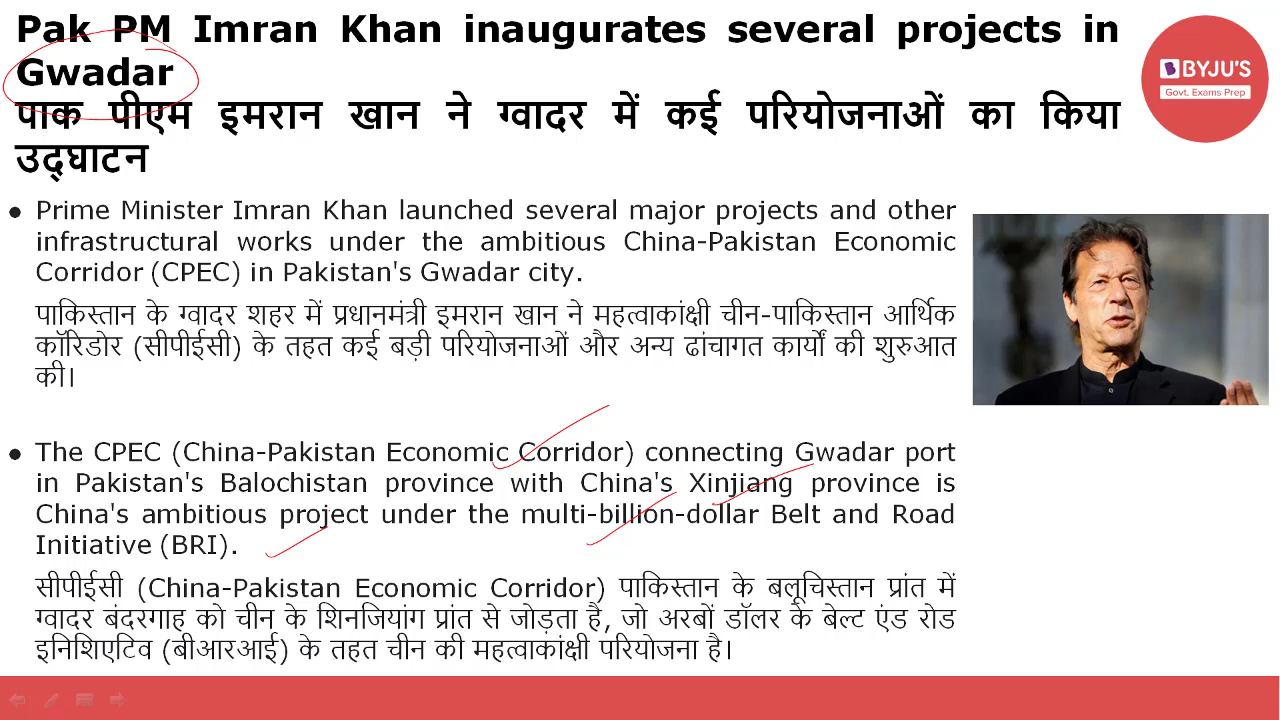 Pak PM Imran Khan inaugurates several projects in
Gwadar
पाक पीएम इमरान खान ने ग्वादर में कई परियोजनाओं का किया
उद्घाटन
BYJU'S
Govt. Exams Prep
● Prime Minister Imran Khan launched several major projects and other
infrastructural works under the ambitious China-Pakistan Economic
Corridor (CPEC) in Pakistan's Gwadar city.
पाकिस्तान के ग्वादर शहर में प्रधानमंत्री इमरान खान ने महत्वाकांक्षी चीन-पाकिस्तान आर्थिक
कॉरिडोर (सीपीईसी) के तहत कई बड़ी परियोजनाओं और अन्य ढांचागत कार्यों की शुरुआत
की।
● The CPEC (China-Pakistan Economic Corridor) connecting Gwadar port
in Pakistan's Balochistan province with China's Xinjiang province is
China's ambitious project under the multi-billion-dollar Belt and Road
Initiative (BRI).
सीपीईसी (China-Pakistan Economic Corridor) पाकिस्तान के बलूचिस्तान प्रांत में
ग्वादर बंदरगाह को चीन के शिनजियांग प्रांत से जोड़ता है, जो अरबों डॉलर के बेल्ट एंड रोड
इनिशिएटिव (बीआरआई) के तहत चीन की महत्वाकांक्षी परियोजना है।